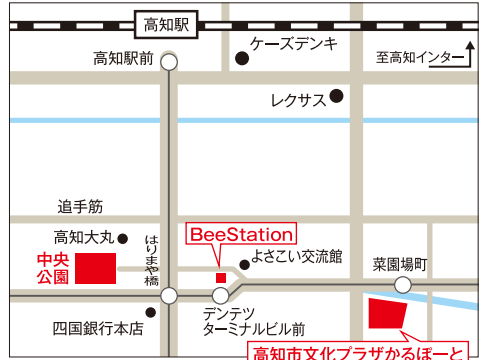 高知駅
高知駅前
ケーズデンキ
至高知インター
レクサス
追手筋
高知大丸
はりまや橋
BeeStation
中央
公園
よさこい交流館
菜園場町
四国銀行本店
デンテツ
ターミナルビル前
高知市文化プラザかるぽーと